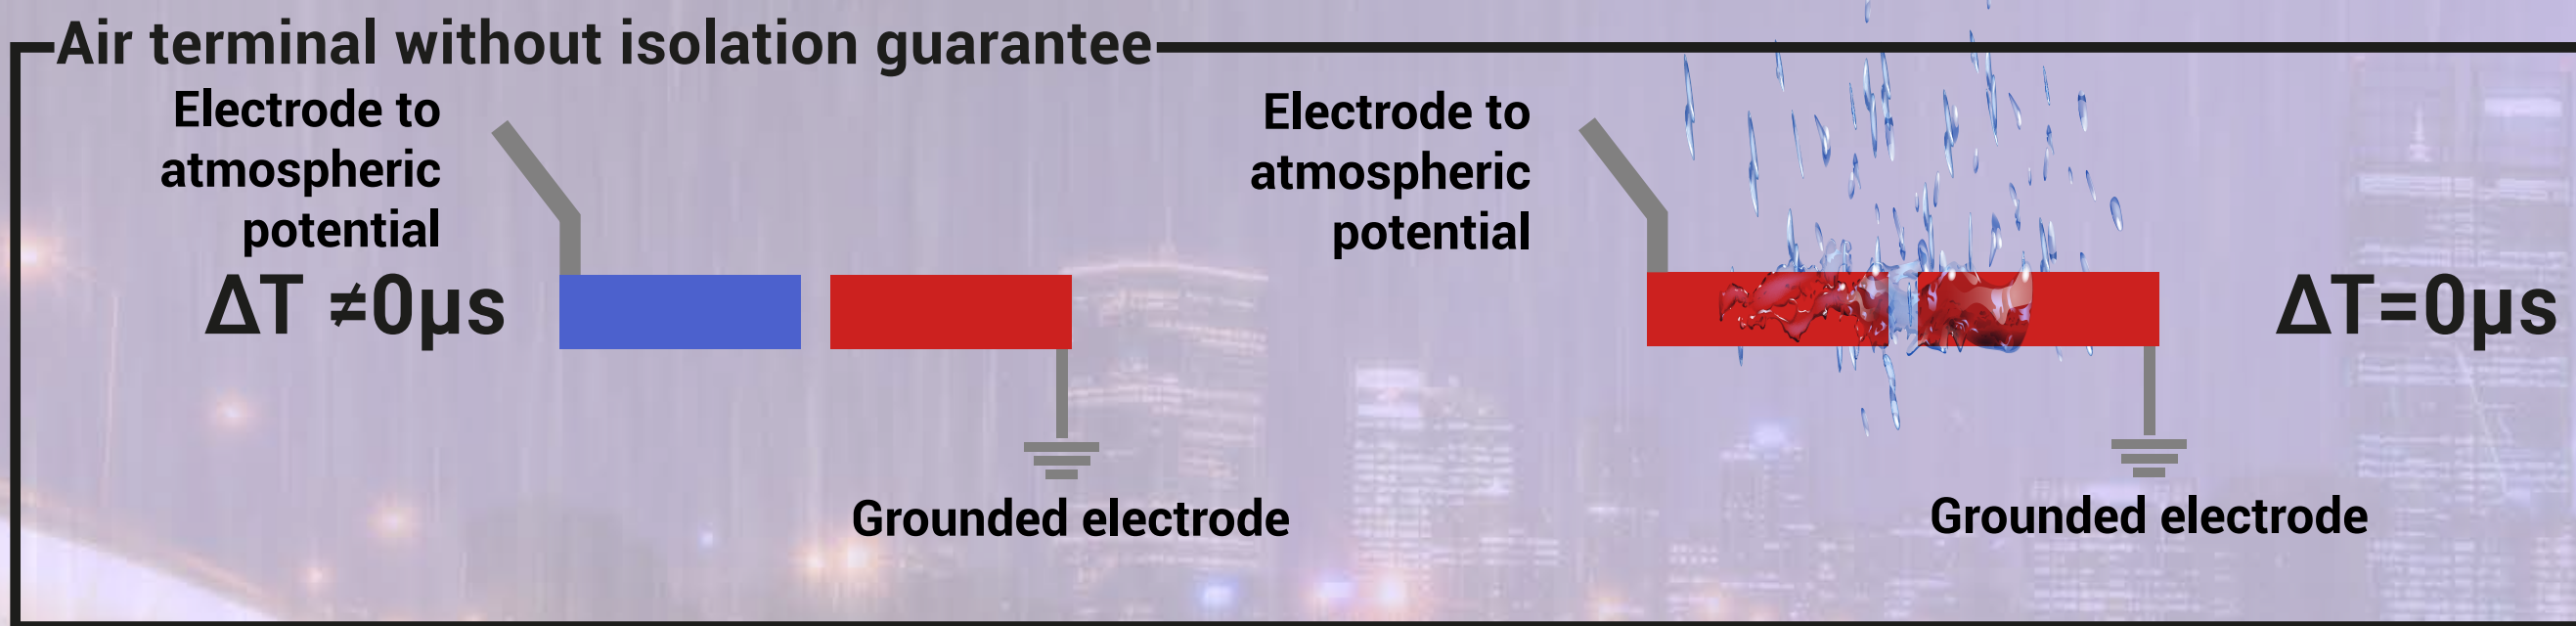 Air terminal without isolation guarantee
Electrode to
atmospheric
potential
ΔT ≠0µs
Grounded electrode
Electrode to
atmospheric
potential
ΔT=0µs
Grounded electrode